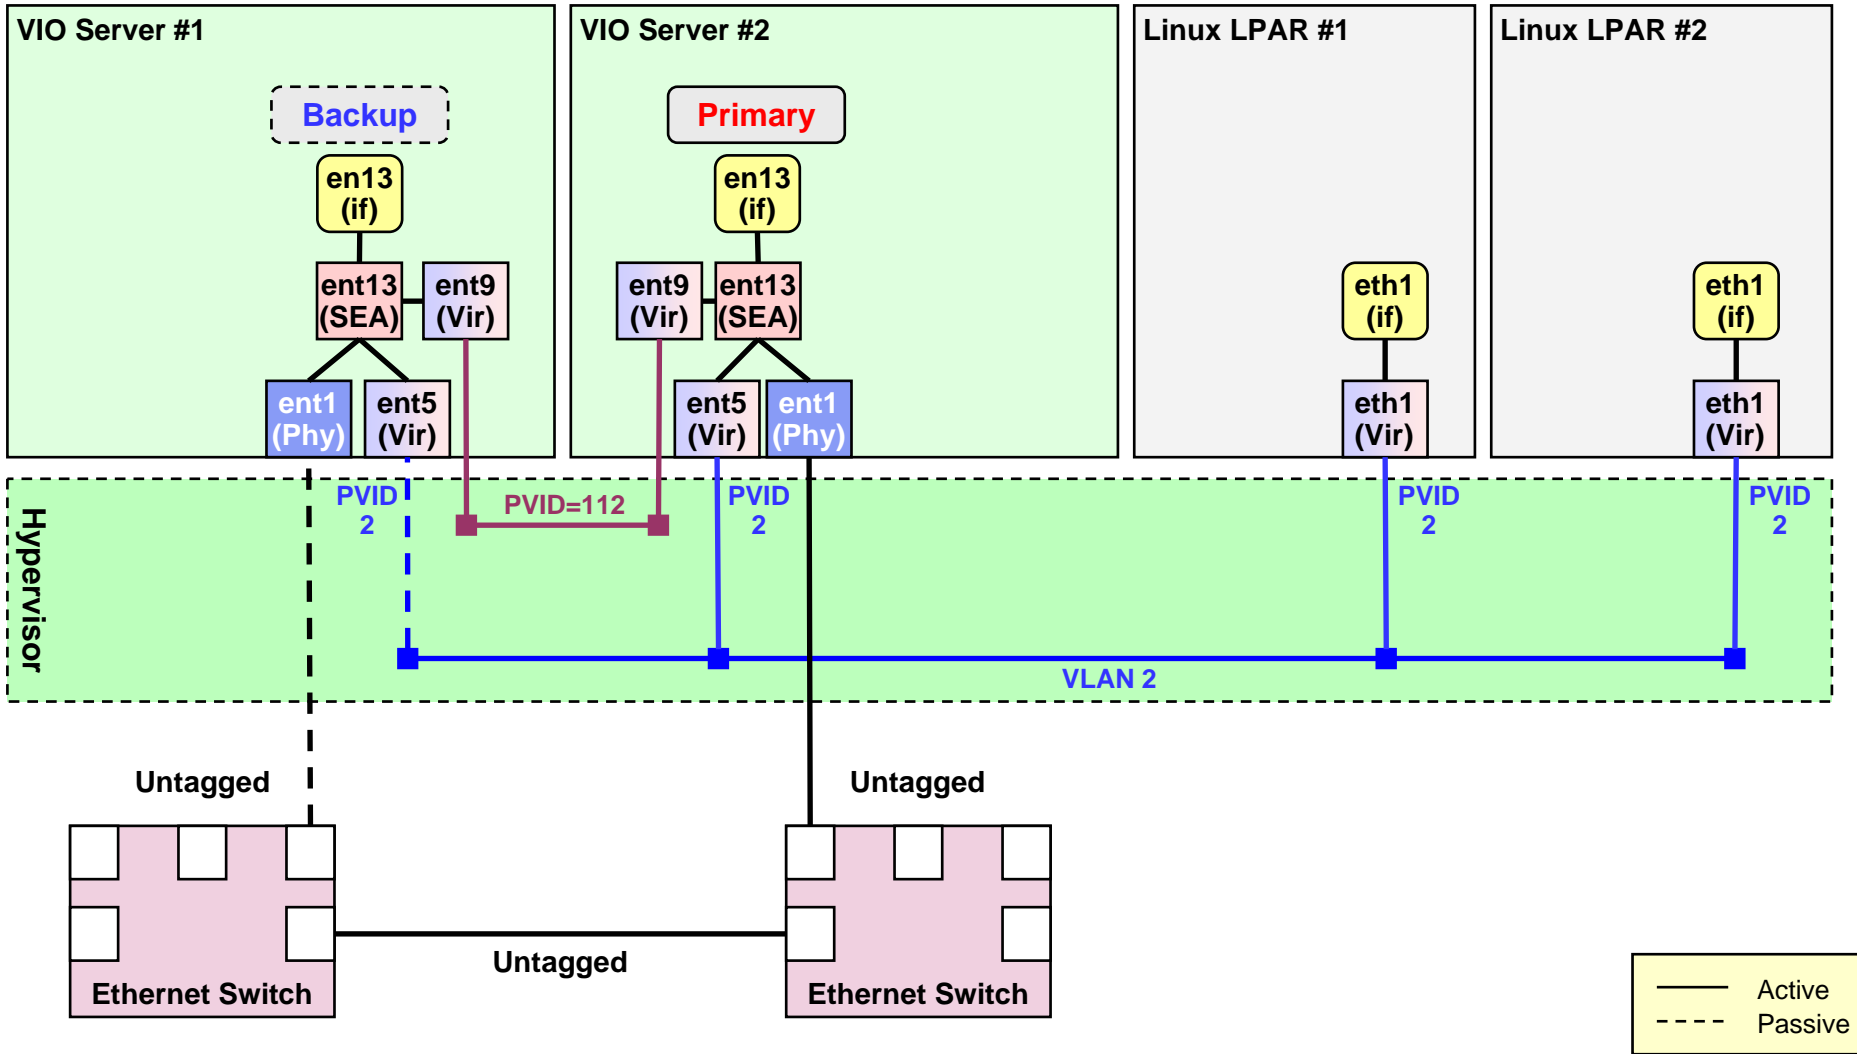 VIO Server #1
Backup
en13
(if)
ent13
(SEA)
ent9
(Vir)
ent1
(Phy)
ent5
(Vir)
VIO Server #2
Primary
en13
(if)
ent9
(Vir)
ent13
(SEA)
ent5
(Vir)
ent1
(Phy)
Linux LPAR #1
eth1
(if)
eth1
(Vir)
Linux LPAR #2
eth1
(if)
eth1
(Vir)
Hypervisor
PVID
2
PVID=112
PVID
2
PVID
2
PVID
2
VLAN 2
Untagged
Untagged
Untagged
Ethernet Switch
Ethernet Switch
Active
Passive